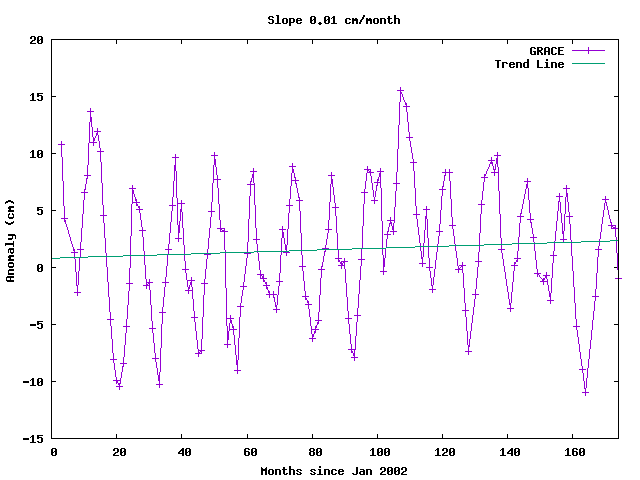 Slope 0.01 cm/month
GRACE
Trend Line
20
15
10
5
0
-5
-10
-15
Anomaly (cm)
0 20 40 60 80 100 120 140 160
Months since Jan 2002